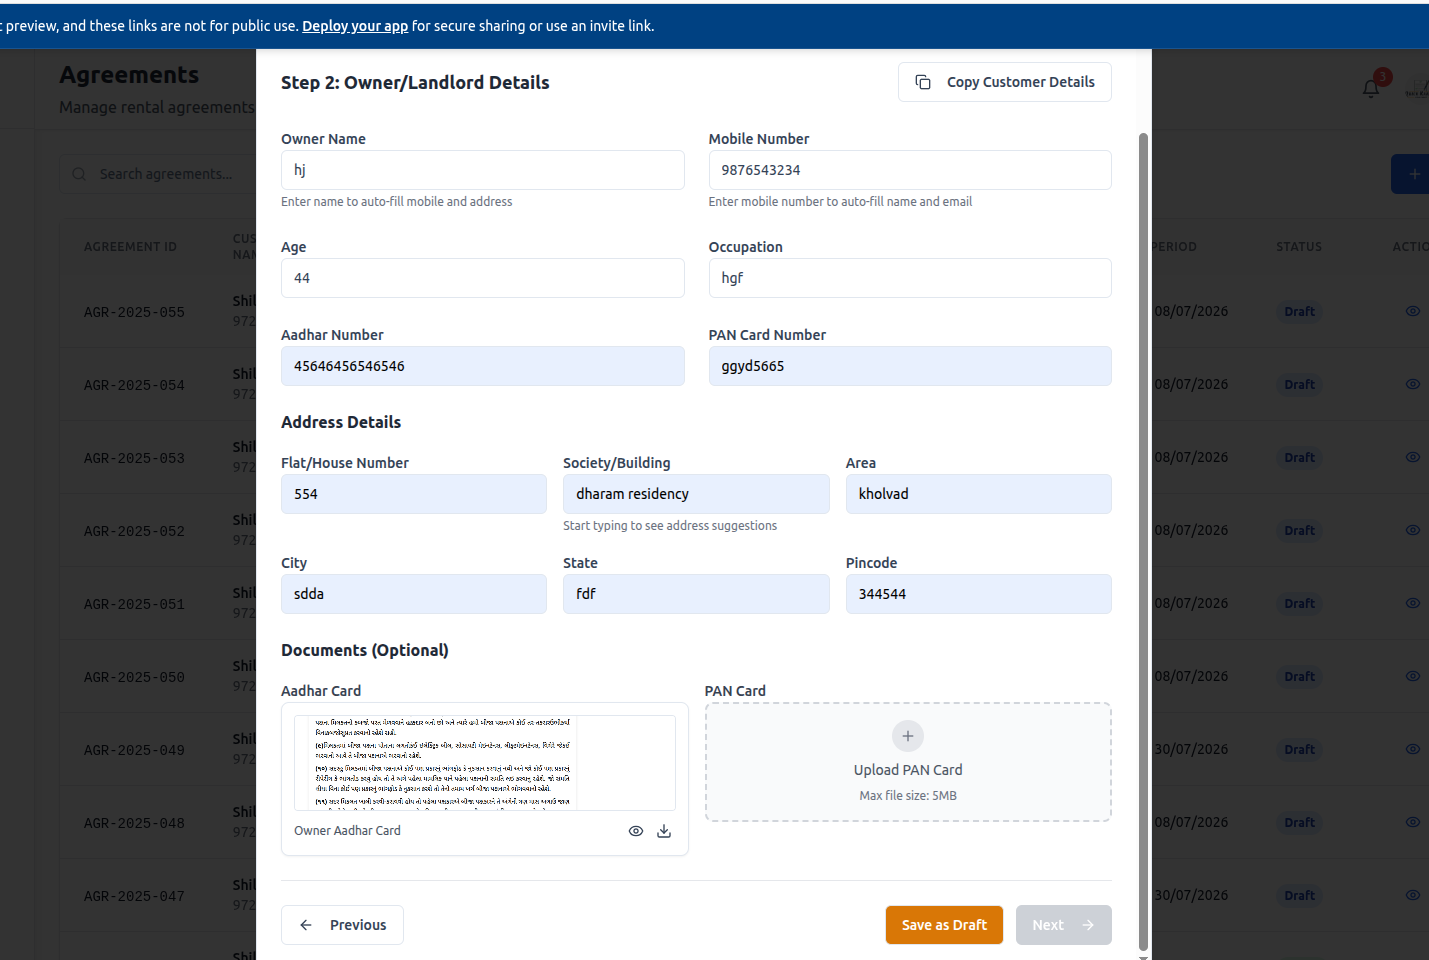 t preview, and these links are not for public use. Deploy your app for secure sharing or use an invite link.
Agreements
Manage rental agreements
3
Search agreements...
+
AGREEMENT ID
CUS
NAM
PERIOD
STATUS
ACTIO
AGR-2025-055
Shil
972
08/07/2026
Draft
AGR-2025-054
Shil
972
08/07/2026
Draft
AGR-2025-053
Shil
972
08/07/2026
Draft
AGR-2025-052
Shil
972
08/07/2026
Draft
AGR-2025-051
Shil
972
08/07/2026
Draft
AGR-2025-050
Shil
972
08/07/2026
Draft
AGR-2025-049
Shil
972
30/07/2026
Draft
AGR-2025-048
Shil
972
08/07/2026
Draft
AGR-2025-047
Shil
972
30/07/2026
Draft
Shil
Step 2: Owner/Landlord Details
Copy Customer Details
Owner Name
Mobile Number
hj
9876543234
Enter name to auto-fill mobile and address
Enter mobile number to auto-fill name and email
Age
Occupation
44
hgf
Aadhar Number
PAN Card Number
45646456546546
ggyd5665
Address Details
Flat/House Number
Society/Building
Area
554
dharam residency
kholvad
Start typing to see address suggestions
City
State
Pincode
sdda
fdf
344544
Documents (Optional)
Aadhar Card
PAN Card
Upload PAN Card
Max file size: 5MB
Owner Aadhar Card
Previous
Save as Draft
Next